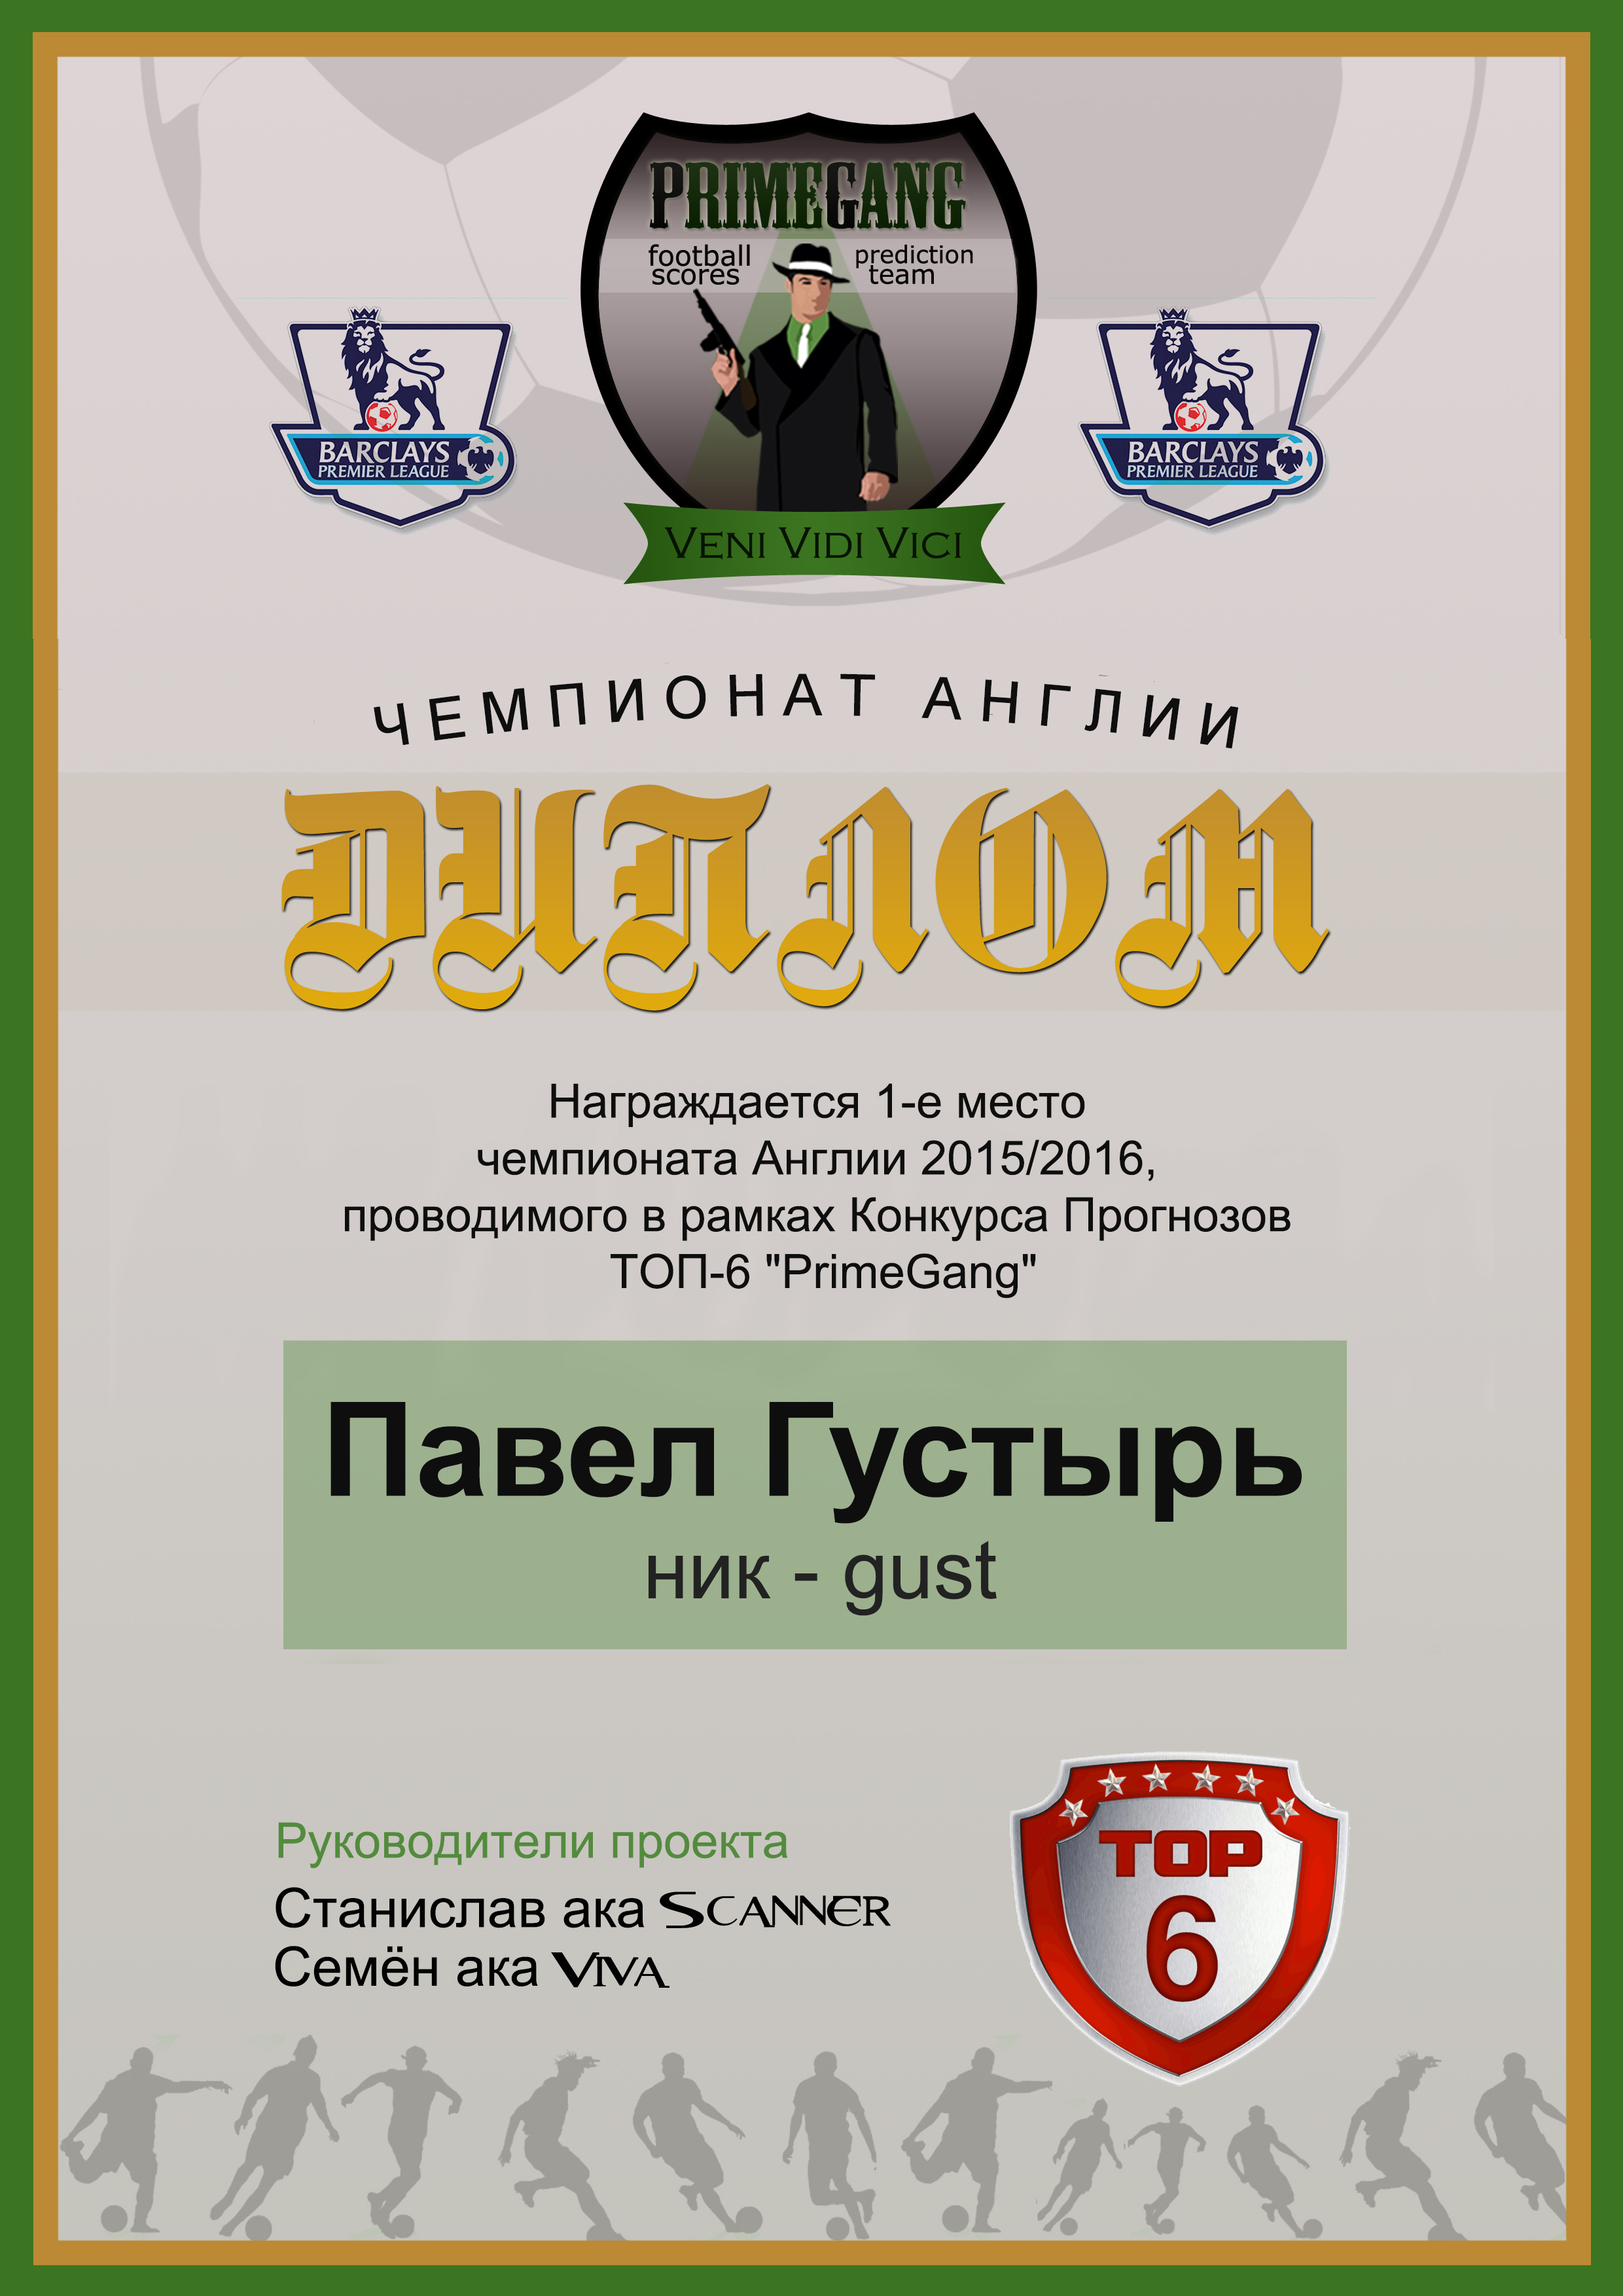 PRIMEGANG
football prediction
scores team
BARCLAYS
PREMIER LEAGUE
BARCLAYS
PREMIER LEAGUE
VENI VIDI VICI
ЧЕМПИОНАТ АНГЛИИ
ДИПЛОМ
Награждается 1-е место
чемпионата Англии 2015/2016,
проводимого в рамках Конкурса Прогнозов
ТОП-6 "PrimeGang"
Павел Густырь
ник - gust
Руководители проекта
Станислав ака SCANNER
Семён ака VIVA
TOP
6